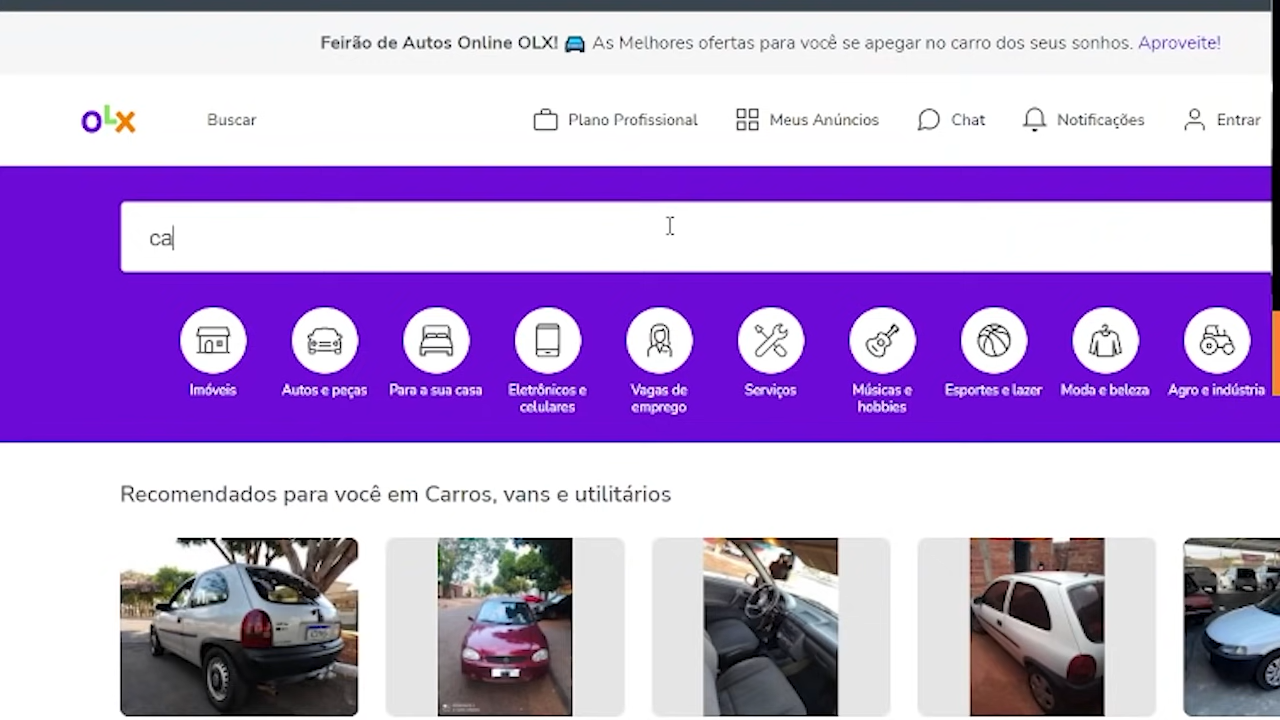 Feirão de Autos Online OLX! As Melhores ofertas para você se apegar no carro dos seus sonhos. Aproveite!
OLX Buscar Plano Profissional Meus Anúncios Chat Notificações Entrar
ca
Imóveis
Autos e peças
Para a sua casa
Eletrônicos e
celulares
Vagas de
emprego
Serviços
Músicas e
hobbies
Esportes e lazer
Moda e beleza
Agro e indústria
Recomendados para você em Carros, vans e utilitários